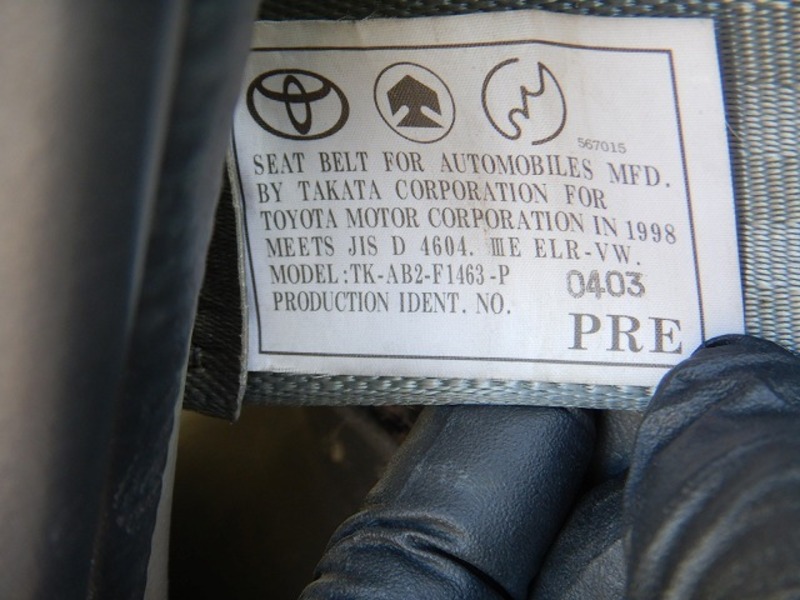 567015
SEAT BELT FOR AUTOMOBILES MFD.
BY TAKATA CORPORATION FOR
TOYOTA MOTOR CORPORATION IN 1998
MEETS JIS D 4604. ⅢE ELR-VW.
MODEL:TK-AB2-F1463-P 0403
PRODUCTION IDENT. NO.
PRE